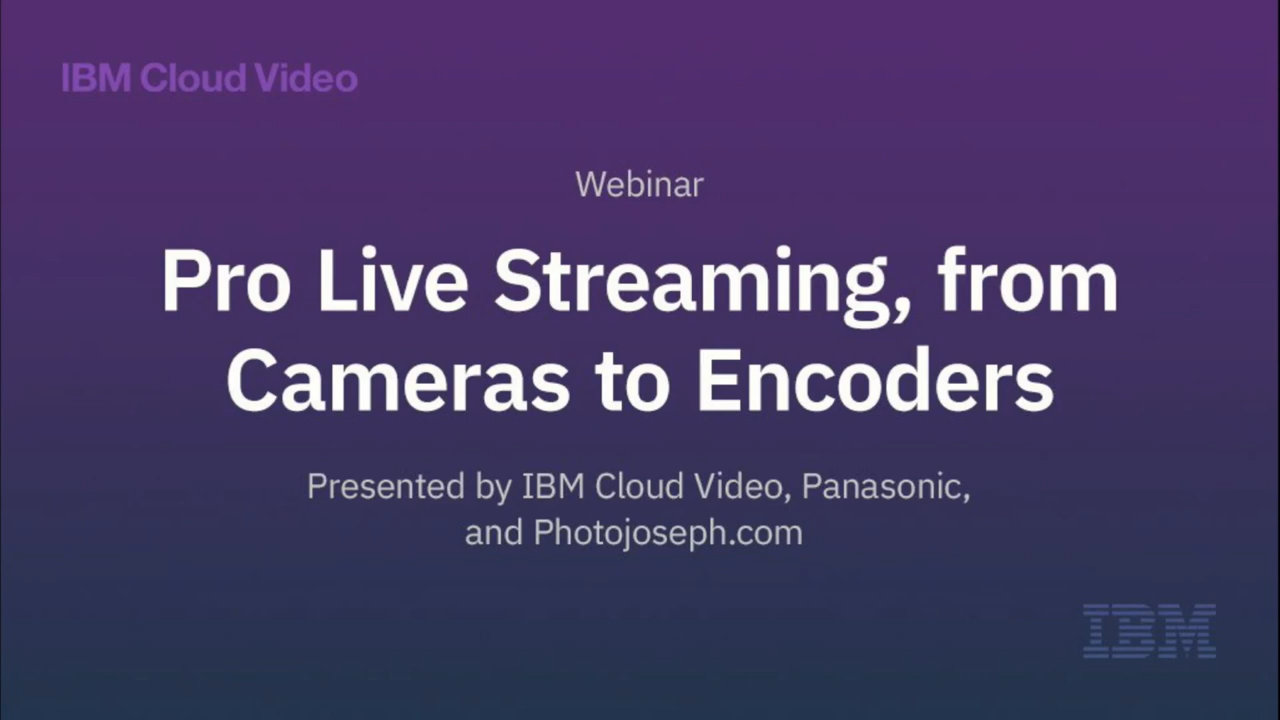 IBM Cloud Video
Webinar
Pro Live Streaming, from
Cameras to Encoders
Presented by IBM Cloud Video, Panasonic,
and Photojoseph.com
IBM